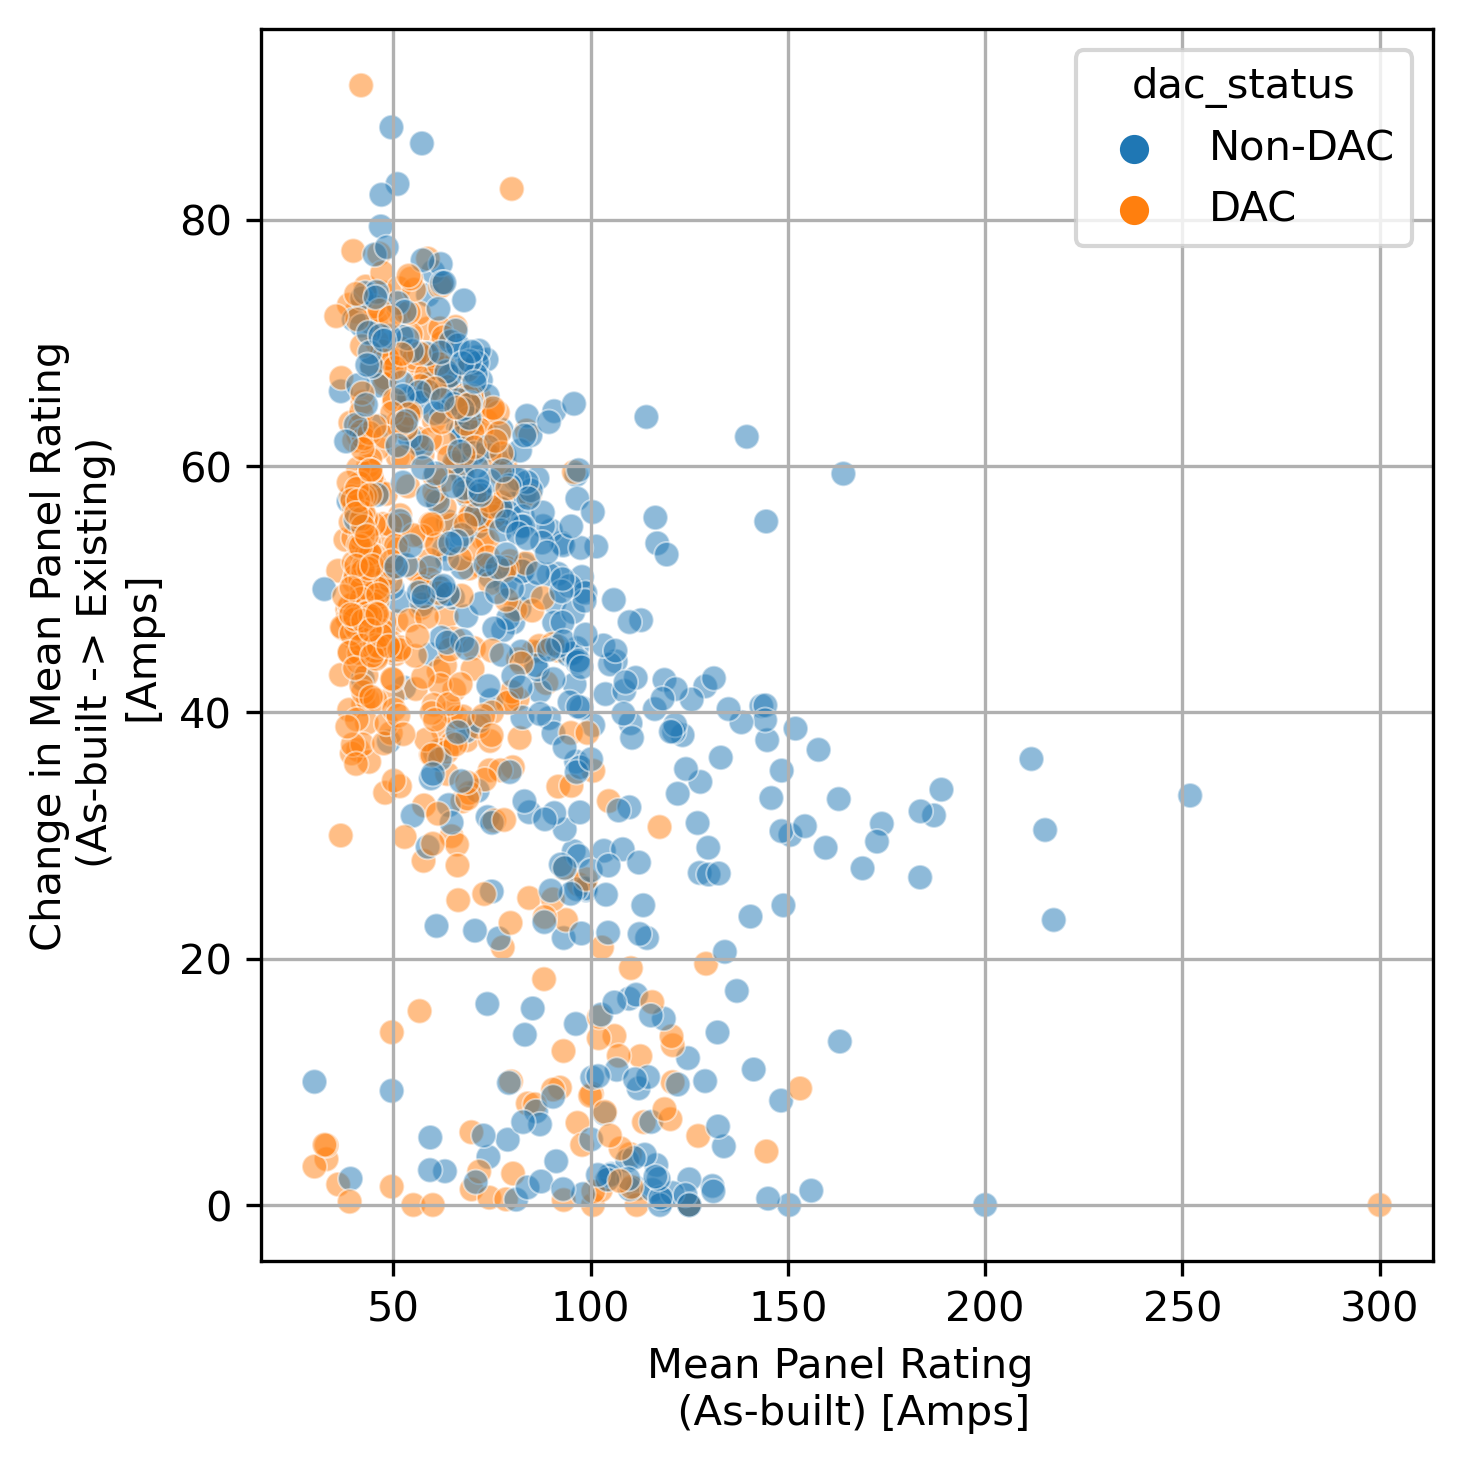 dac_status
Non-DAC
DAC
Change in Mean Panel Rating
(As-built -> Existing)
[Amps]
80
60
40
20
0
50 100 150 200 250 300
Mean Panel Rating
(As-built) [Amps]